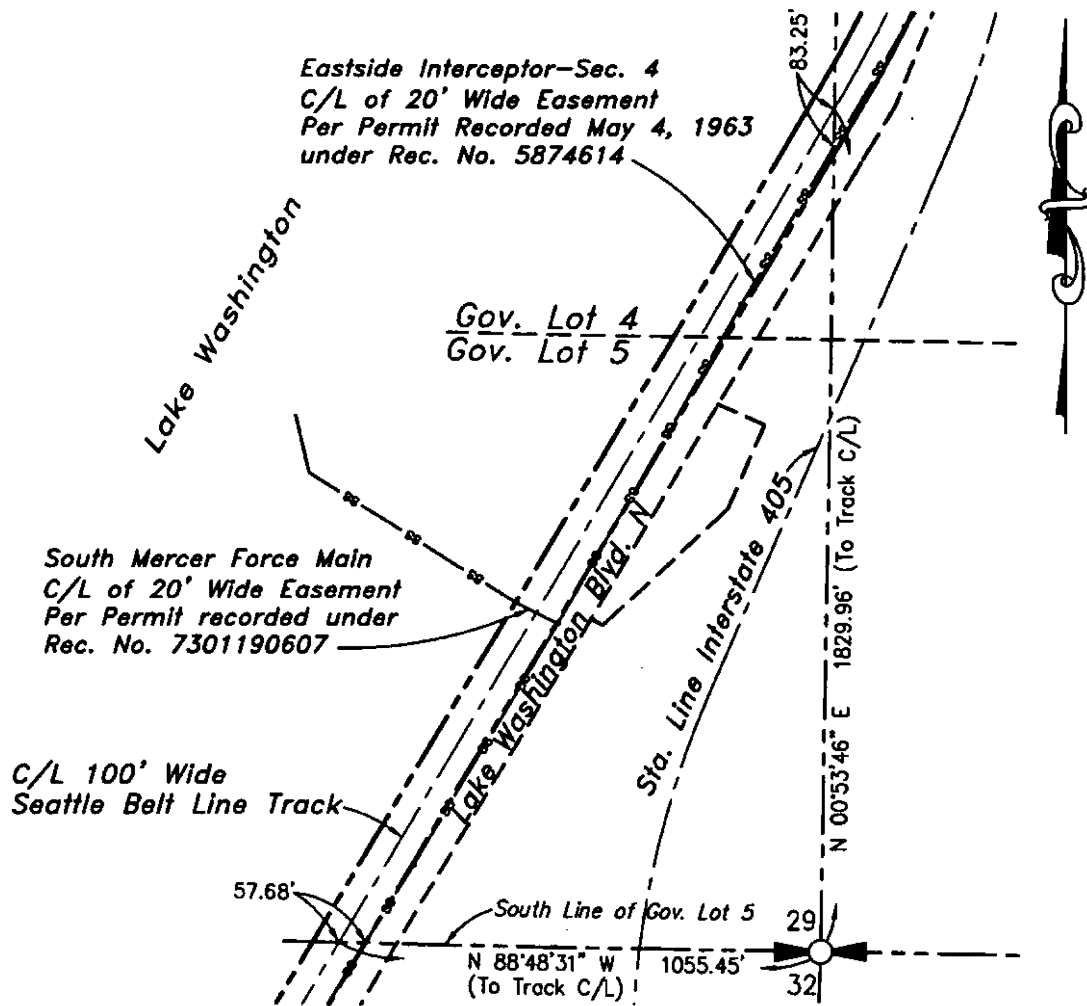 83.25'
Eastside Interceptor-Sec. 4
C/L of 20' Wide Easement
Per Permit Recorded May 4, 1963
under Rec. No. 5874614
Lake Washington
Gov. Lot 4
Gov. Lot 5
South Mercer Force Main
C/L of 20' Wide Easement
Per Permit recorded under
Rec. No. 7301190607
Lake Washington Blvd. N
Sta. Line Interstate 405
N 00°53'46" E 1829.96' (To Track C/L)
C/L 100' Wide
Seattle Belt Line Track
57.68'
South Line of Gov. Lot 5
29
N 88°48'31" W 1055.45'
(To Track C/L)
32